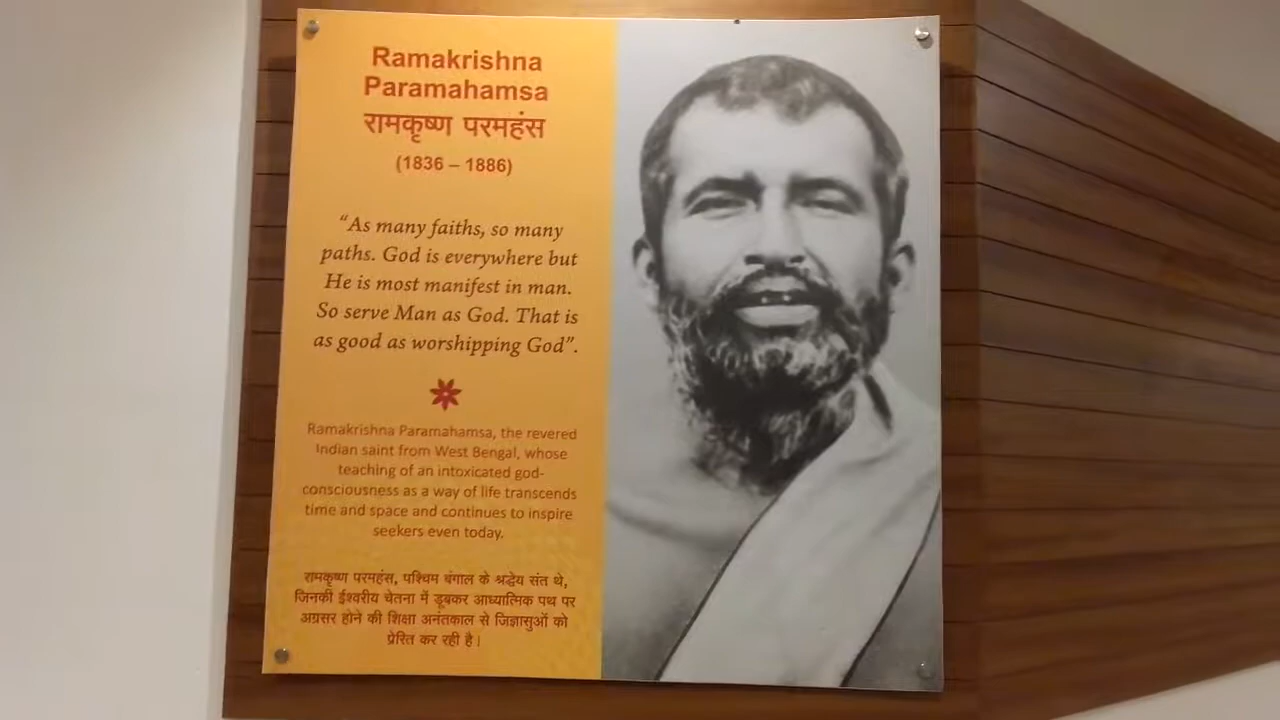 Ramakrishna
Paramahamsa
रामकृष्ण परमहंस
(1836 – 1886)
“As many faiths, so many
paths. God is everywhere but
He is most manifest in man.
So serve Man as God. That is
as good as worshipping God”.
Ramakrishna Paramahamsa, the revered
Indian saint from West Bengal, whose
teaching of an intoxicated god-
consciousness as a way of life transcends
time and space and continues to inspire
seekers even today.
रामकृष्ण परमहंस, पश्चिम बंगाल के श्रद्धेय संत थे,
जिनकी ईश्वरीय चेतना में डूबकर आध्यात्मिक पथ पर
अग्रसर होने की शिक्षा अनंतकाल से जिज्ञासुओं को
प्रेरित कर रही है।